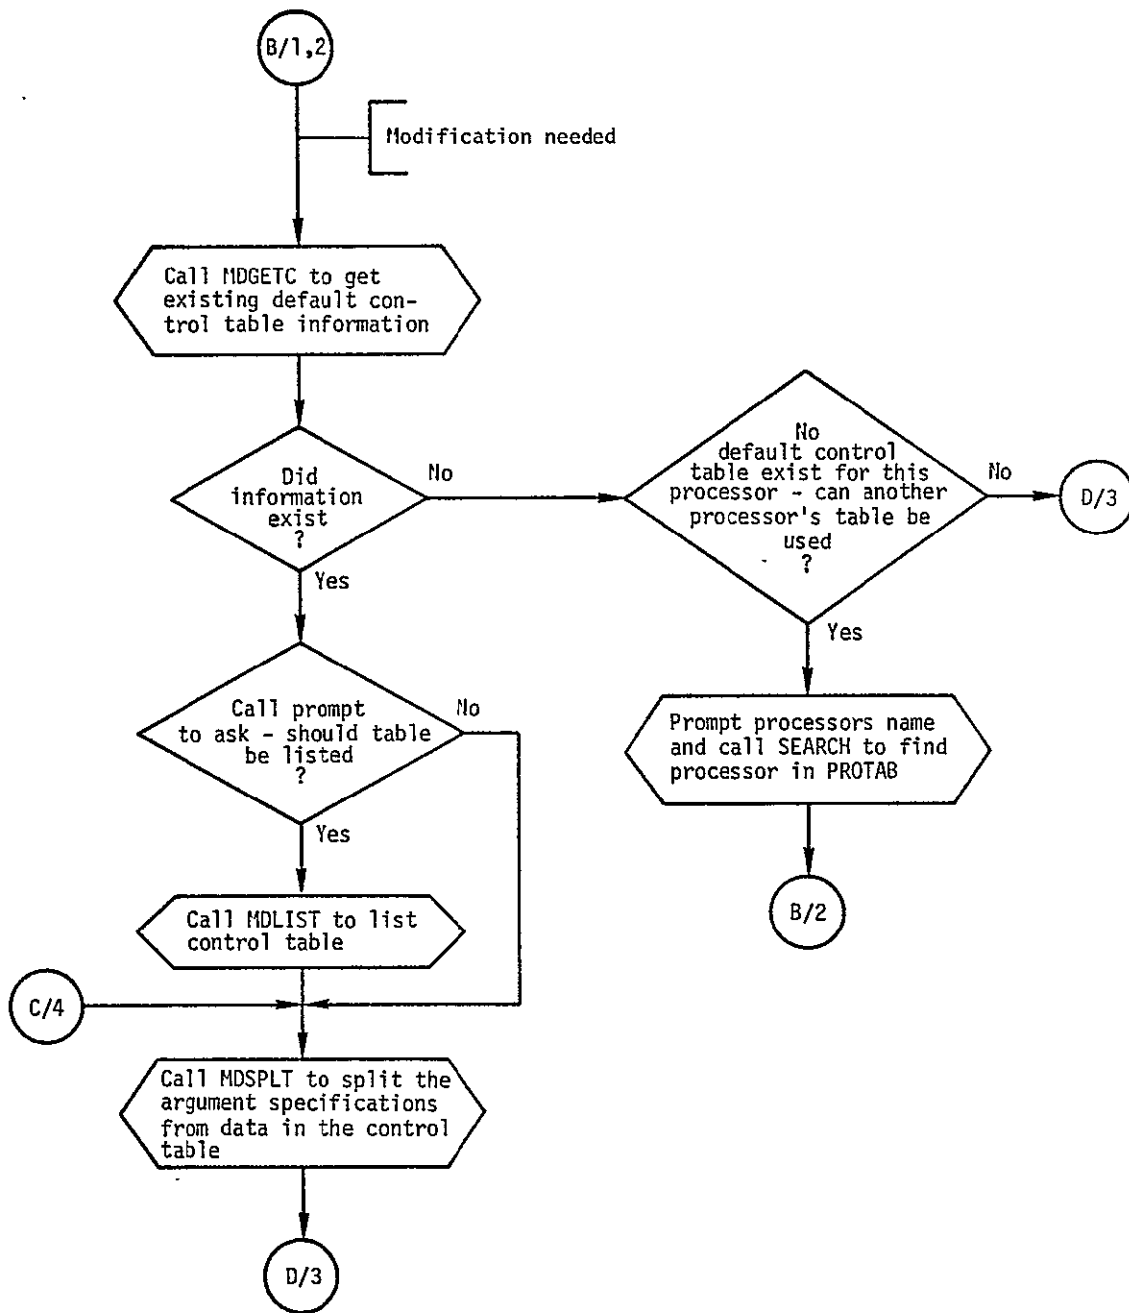 B/1,2
Modification needed
Call MDGETC to get
existing default con-
trol table information
Did
information
exist
?
No
Yes
No
default control
table exist for this
processor - can another
processor's table be
used
?
No
D/3
Yes
Prompt processors name
and call SEARCH to find
processor in PROTAB
B/2
Call prompt
to ask - should table
be listed
?
No
Yes
Call MDLIST to list
control table
C/4
Call MDSPLT to split the
argument specifications
from data in the control
table
D/3